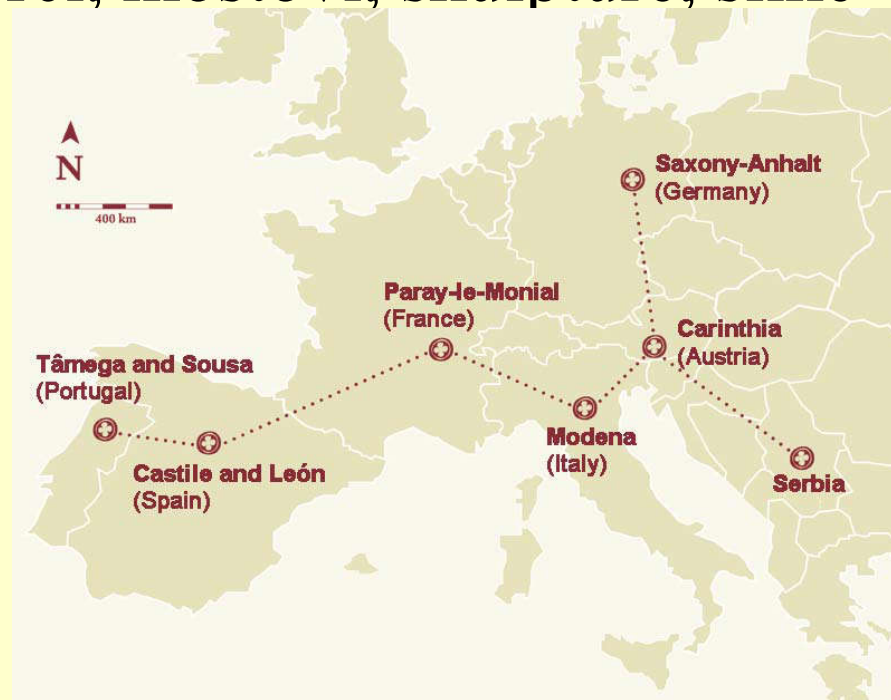 Saxony-Anhalt
(Germany)
N
400 km
Paray-le-Monial
(France)
Carinthia
(Austria)
Tâmega and Sousa
(Portugal)
Modena
(Italy)
Castile and León
(Spain)
Serbia